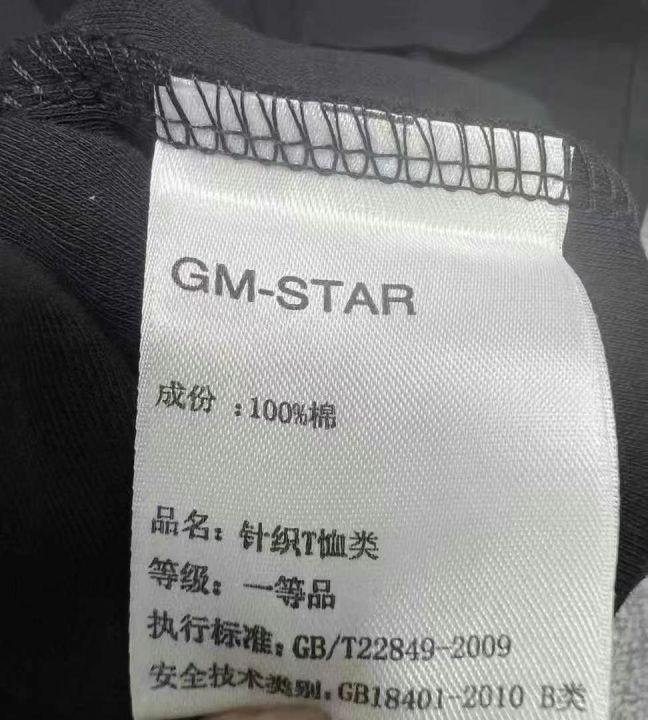 GM-STAR
成份 :100%棉
品名: 针织T恤类
等级: 一等品
执行标准: GB/T22849-2009
安全技术类别: GB18401-2010 B类